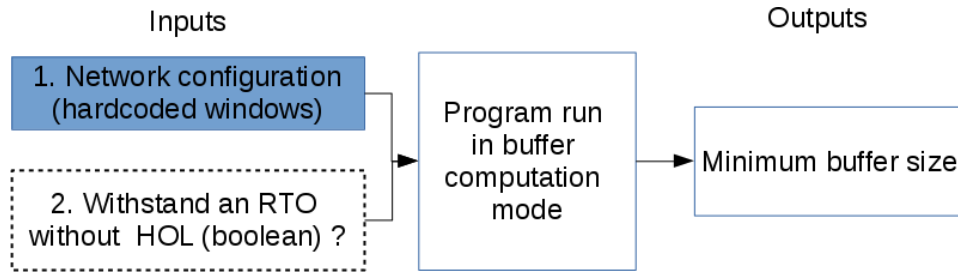 Inputs
Outputs
1. Network configuration
(hardcoded windows)
2. Withstand an RTO
without HOL (boolean) ?
Program run
in buffer
computation
mode
Minimum buffer size